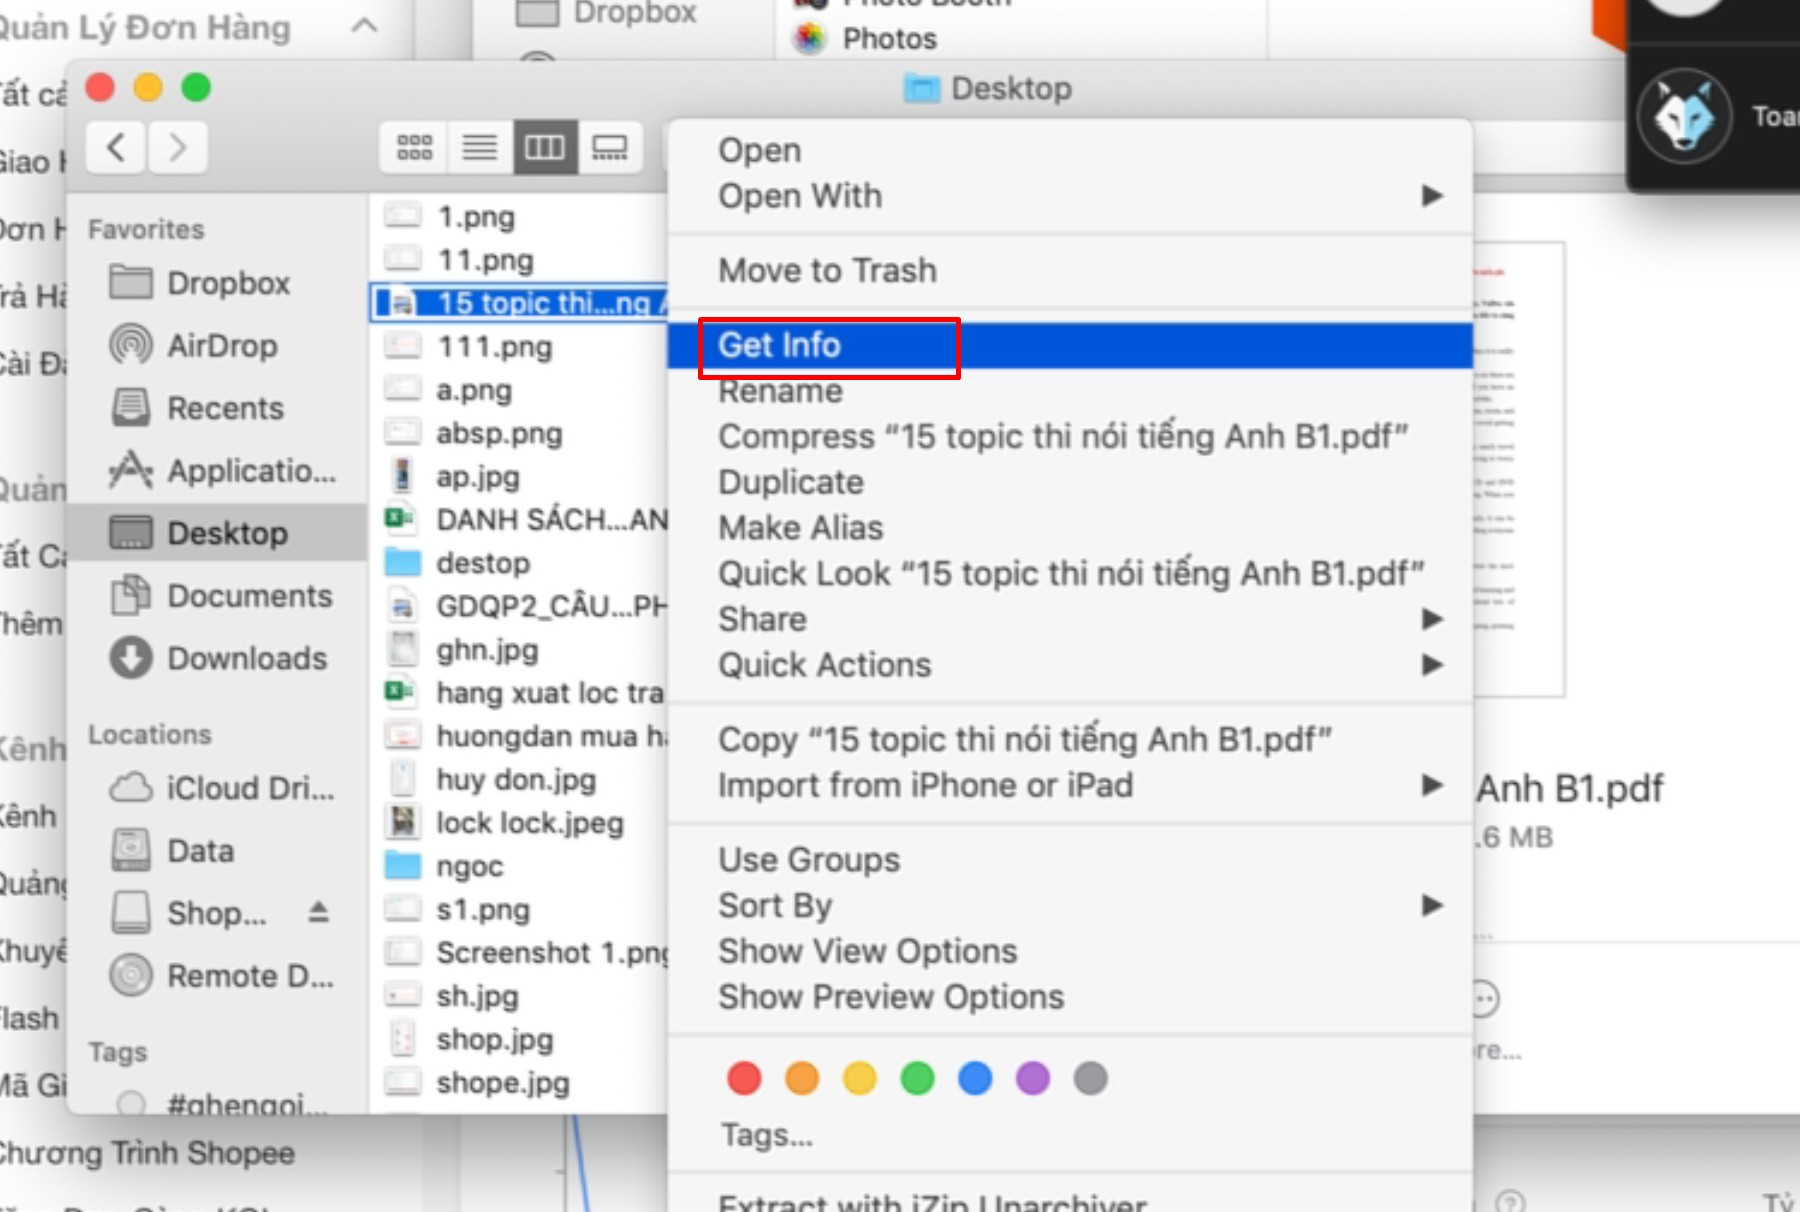 Quản Lý Đơn Hàng
Dropbox
Photo Booth
Photos
Desktop
Favorites
Dropbox
AirDrop
Recents
Applicatio...
Desktop
Documents
Downloads
Locations
iCloud Dri...
Data
Shop...
Remote D...
Tags
#ghengoi...
1.png
11.png
15 topic thi...ng
111.png
a.png
absp.png
ap.jpg
DANH SÁCH...AN
destop
GDQP2_CÂU...PH
ghn.jpg
hang xuat loc tra
huongdan mua
huy don.jpg
lock lock.jpeg
ngoc
s1.png
Screenshot 1.png
sh.jpg
shop.jpg
shope.jpg
Open
Open With
Move to Trash
Get Info
Rename
Compress “15 topic thi nói tiếng Anh B1.pdf”
Duplicate
Make Alias
Quick Look “15 topic thi nói tiếng Anh B1.pdf”
Share
Quick Actions
Copy “15 topic thi nói tiếng Anh B1.pdf”
Import from iPhone or iPad
Use Groups
Sort By
Show View Options
Show Preview Options
Tags...
Extract with iZip Unarchiver
Anh B1.pdf
.6 MB
Tất cả
Giao
Đơn
Trả
Cài
Quản
Tất
Thêm
Kênh
Kênh
Quảng
Flash
Mã
Chương Trình Shopee